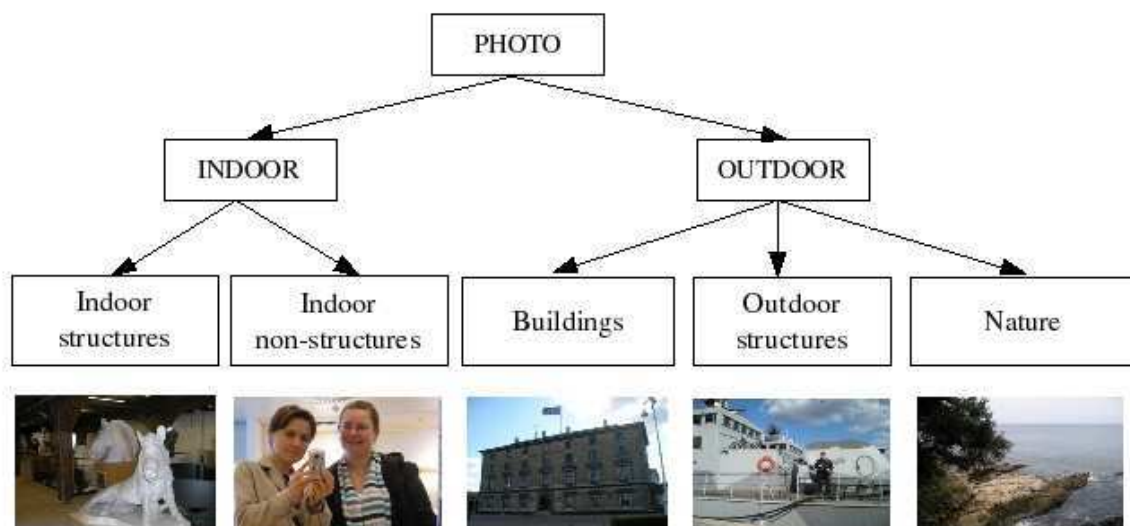 PHOTO
INDOOR
OUTDOOR
Indoor
structures
Indoor
non-structures
Buildings
Outdoor
structures
Nature